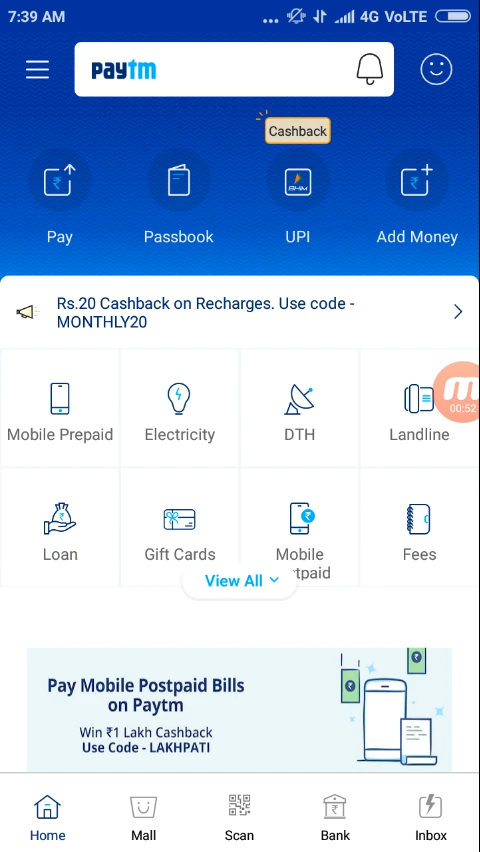 7:39 AM
4G VoLTE
paytm
Cashback
BHIM
Pay
Passbook
UPI
Add Money
Rs.20 Cashback on Recharges. Use code -
MONTHLY20
Mobile Prepaid
Electricity
DTH
Landline
00:52
Loan
Gift Cards
Mobile
tpaid
Fees
View All
Pay Mobile Postpaid Bills
on Paytm
Win ₹1 Lakh Cashback
Use Code - LAKHPATI
Home
Mall
Scan
Bank
Inbox